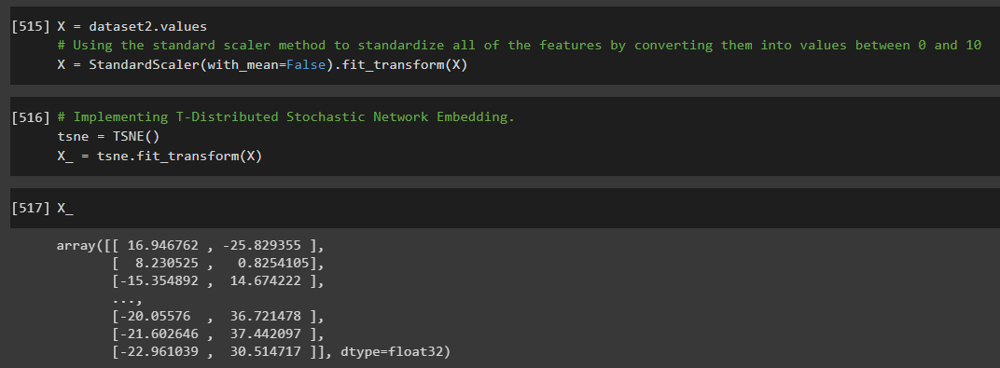 [515] X = dataset2.values
# Using the standard scaler method to standardize all of the features by converting them into values between 0 and 10
X = StandardScaler(with_mean=False).fit_transform(X)
[516] # Implementing T-Distributed Stochastic Network Embedding.
tsne = TSNE()
X_ = tsne.fit_transform(X)
[517] X_
array([[ 16.946762 , -25.829355 ],
[  8.230525 ,   0.8254105],
[-15.354892 ,  14.674222 ],
...,
[-20.05576  ,  36.721478 ],
[-21.602646 ,  37.442097 ],
[-22.961039 ,  30.514717 ]], dtype=float32)